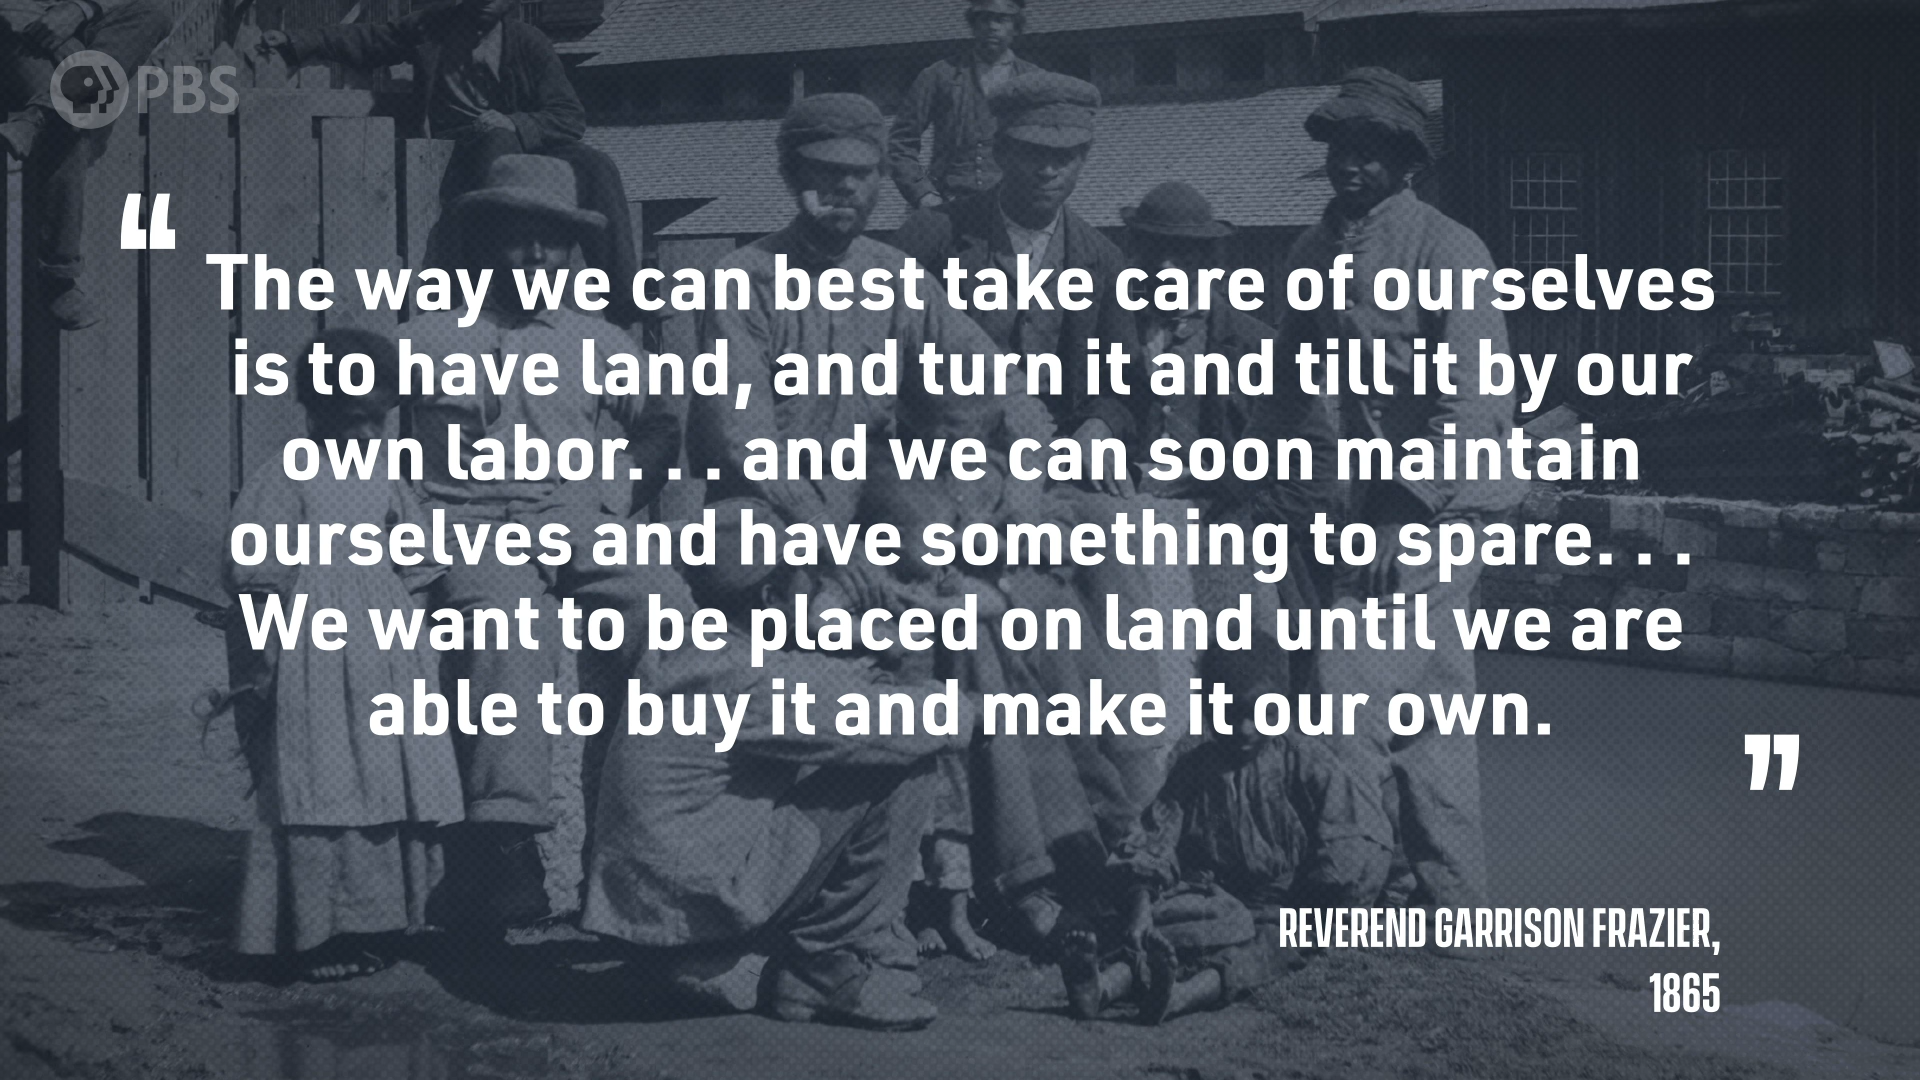 PBS
“
The way we can best take care of ourselves
is to have land, and turn it and till it by our
own labor. . . and we can soon maintain
ourselves and have something to spare. . .
We want to be placed on land until we are
able to buy it and make it our own.
”
REVEREND GARRISON FRAZIER,
1865